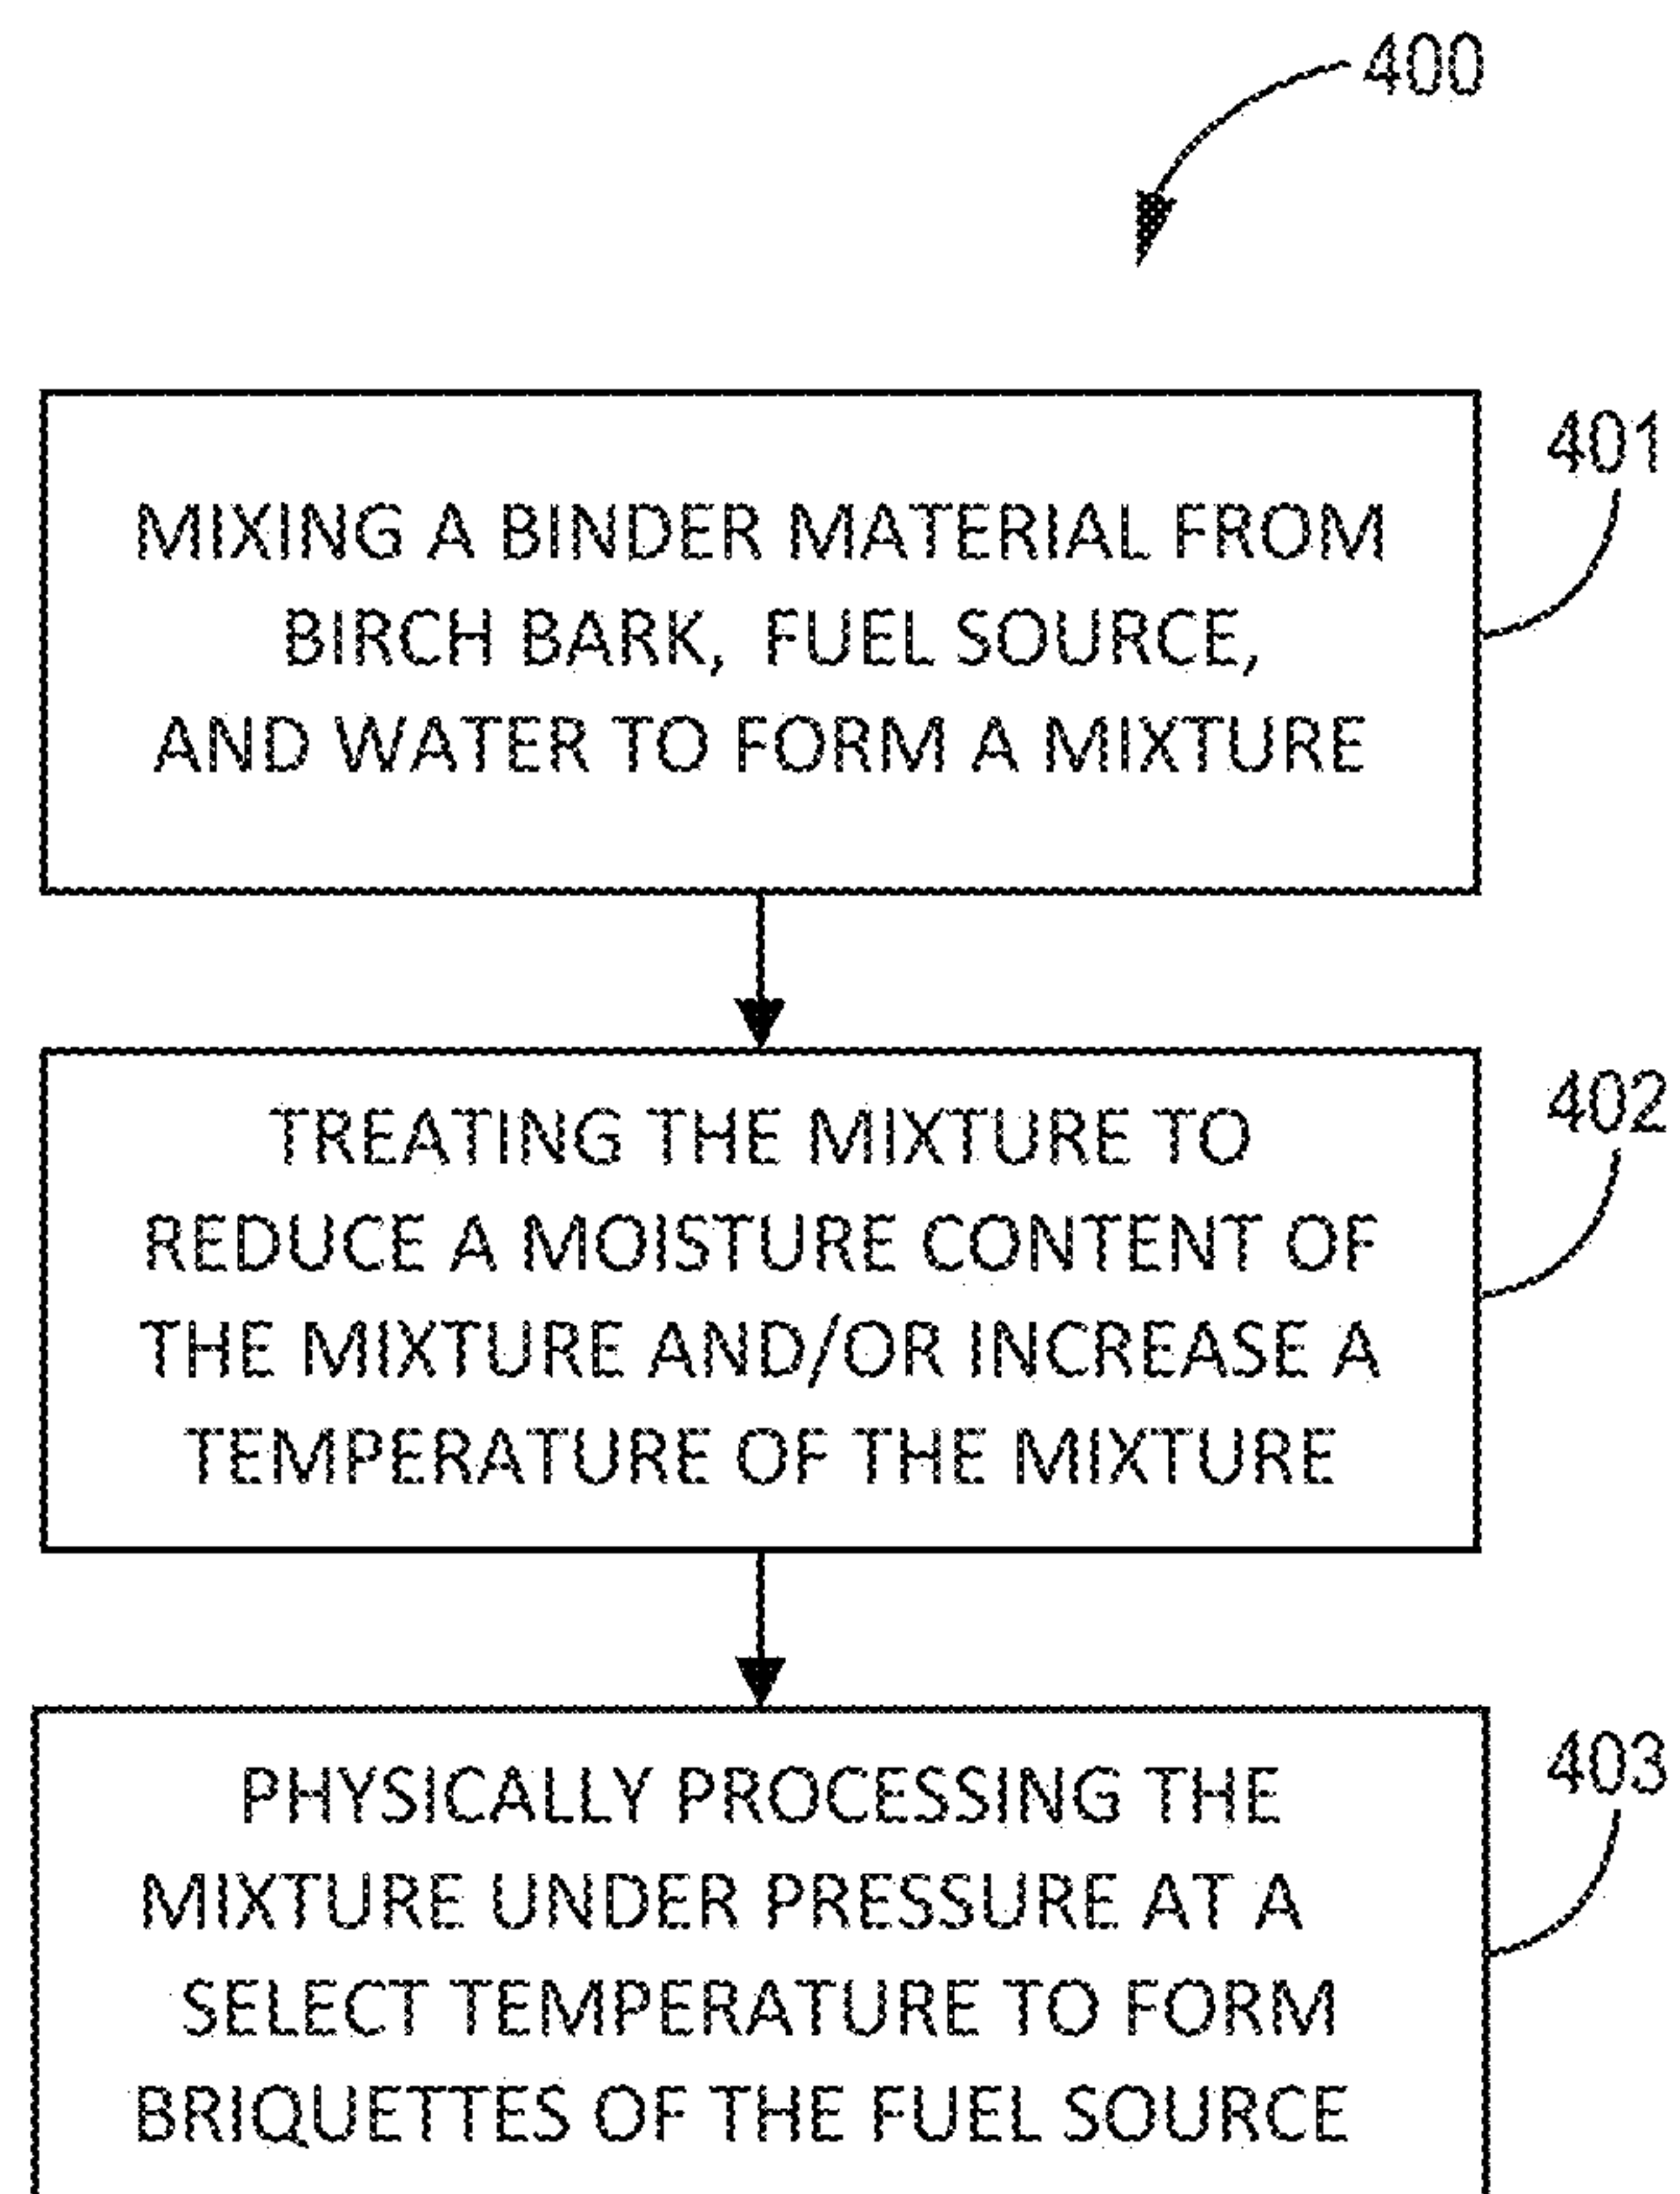 400
401
MIXING A BINDER MATERIAL FROM
BIRCH BARK, FUEL SOURCE,
AND WATER TO FORM A MIXTURE
402
TREATING THE MIXTURE TO
REDUCE A MOISTURE CONTENT OF
THE MIXTURE AND/OR INCREASE A
TEMPERATURE OF THE MIXTURE
403
PHYSICALLY PROCESSING THE
MIXTURE UNDER PRESSURE AT A
SELECT TEMPERATURE TO FORM
BRIQUETTES OF THE FUEL SOURCE